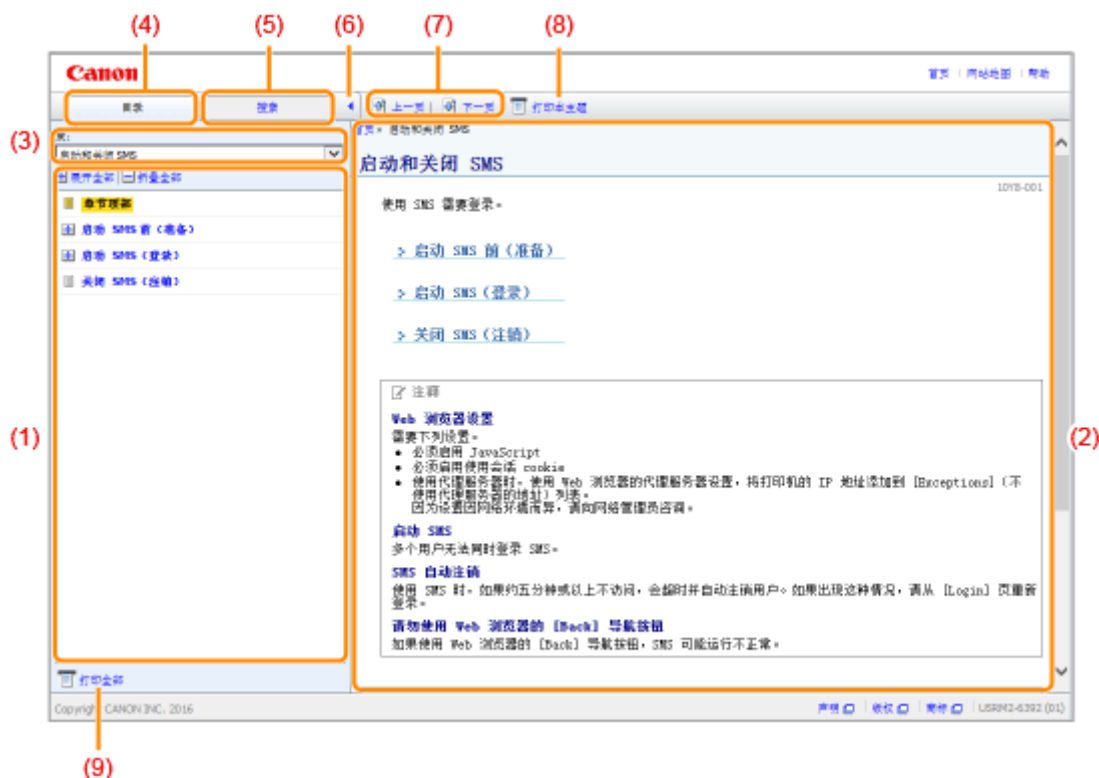 (4) (5) (6) (7) (8)
Canon
首页 | 网站地图 | 帮助
目录 搜索 上一页 | 下一页 打印本主题
(3)
章:
启动和关闭 SMS
首页 > 启动和关闭 SMS
展开全部 | 折叠全部
启动和关闭 SMS
10YB-001
章节顶部
使用 SMS 需要登录。
启动 SMS 前（准备）
启动 SMS（登录）
关闭 SMS（注销）
> 启动 SMS 前（准备）
> 启动 SMS（登录）
> 关闭 SMS（注销）
注释
Web 浏览器设置
需要下列设置。
● 必须启用 JavaScript
● 必须启用使用会话 cookie
● 使用代理服务器时。使用 Web 浏览器的代理服务器设置，将打印机的 IP 地址添加到 [Exceptions]（不
使用代理服务器的地址）列表。
因为设置因网络环境而异，请向网络管理员咨询。
启动 SMS
多个用户无法同时登录 SMS。
SMS 自动注销
使用 SMS 时。如果约五分钟或以上不访问，会超时并自动注销用户。如果出现这种情况，请从 [Login] 页重新
登录。
请勿使用 Web 浏览器的 [Back] 导航按钮
如果使用 Web 浏览器的 [Back] 导航按钮，SMS 可能运行不正常。
(1)
(2)
打印全部
Copyright CANON INC. 2016
声明 | 版权 | 商标 | USRM2-6392 (01)
(9)